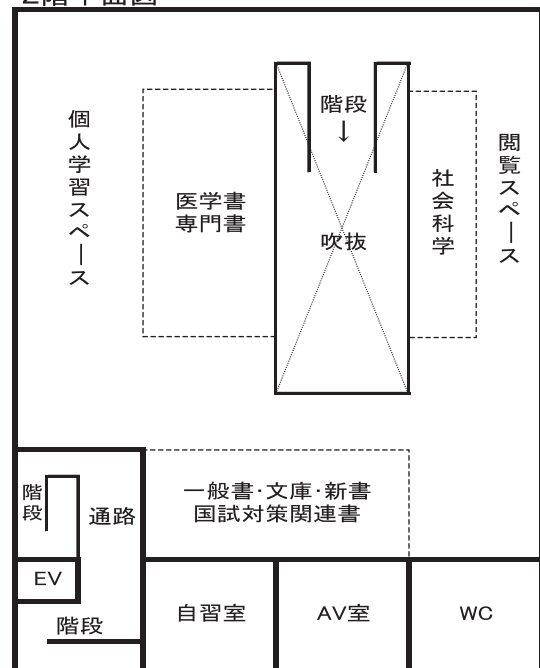 2階平面図
階段
↓
個人学習スペース
閲覧スペース
医学書
専門書
社会科学
吹抜
階段
通路
一般書・文庫・新書
国試対策関連書
EV
階段
自習室
AV室
WC